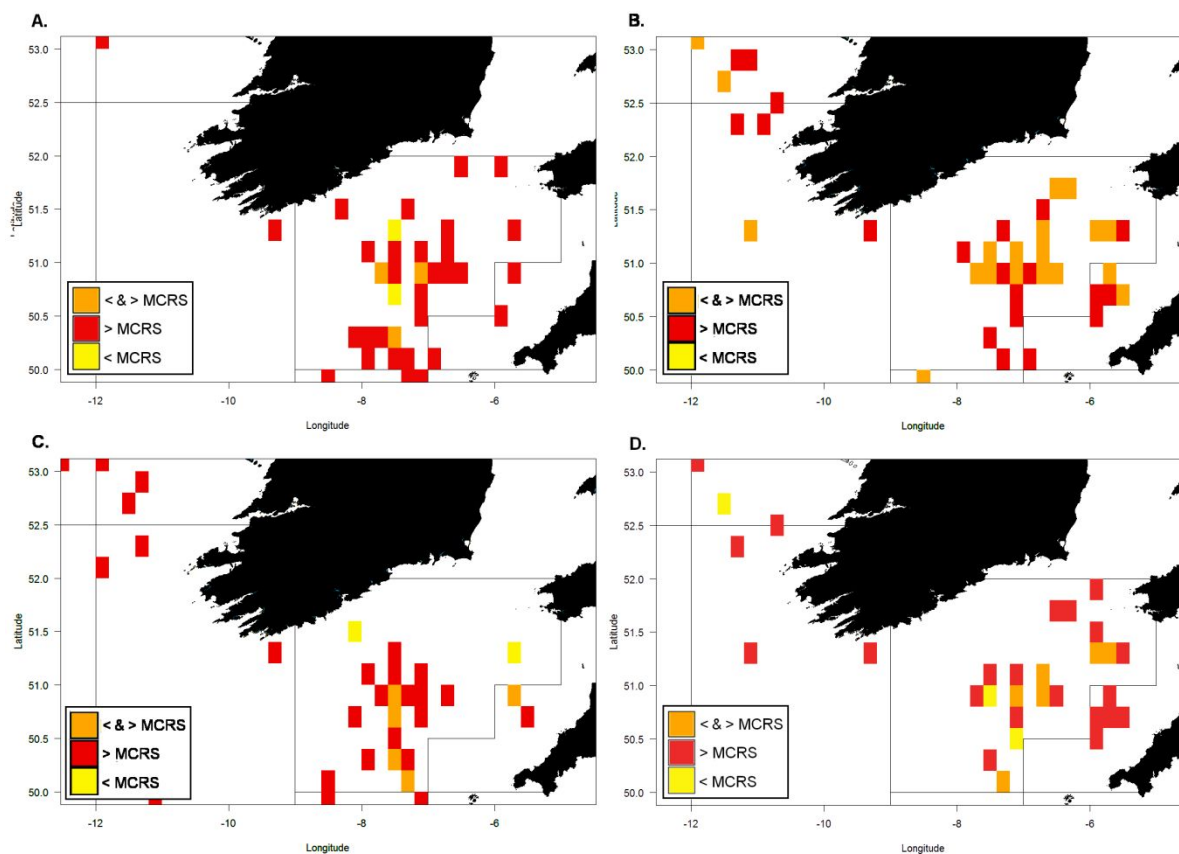 A.
53.0
52.5
52.0
51.5
51.0
50.5
50.0
Latitude
< & > MCRS
> MCRS
< MCRS
-12
-10
-8
-6
Longitude
B.
53.0
52.5
52.0
51.5
51.0
50.5
50.0
Latitude
< & > MCRS
> MCRS
< MCRS
-12
-10
-8
-6
Longitude
C.
53.0
52.5
52.0
51.5
51.0
50.5
50.0
Latitude
< & > MCRS
> MCRS
< MCRS
-12
-10
-8
-6
Longitude
D.
53.0
52.5
52.0
51.5
51.0
50.5
50.0
Latitude
< & > MCRS
> MCRS
< MCRS
-12
-10
-8
-6
Longitude